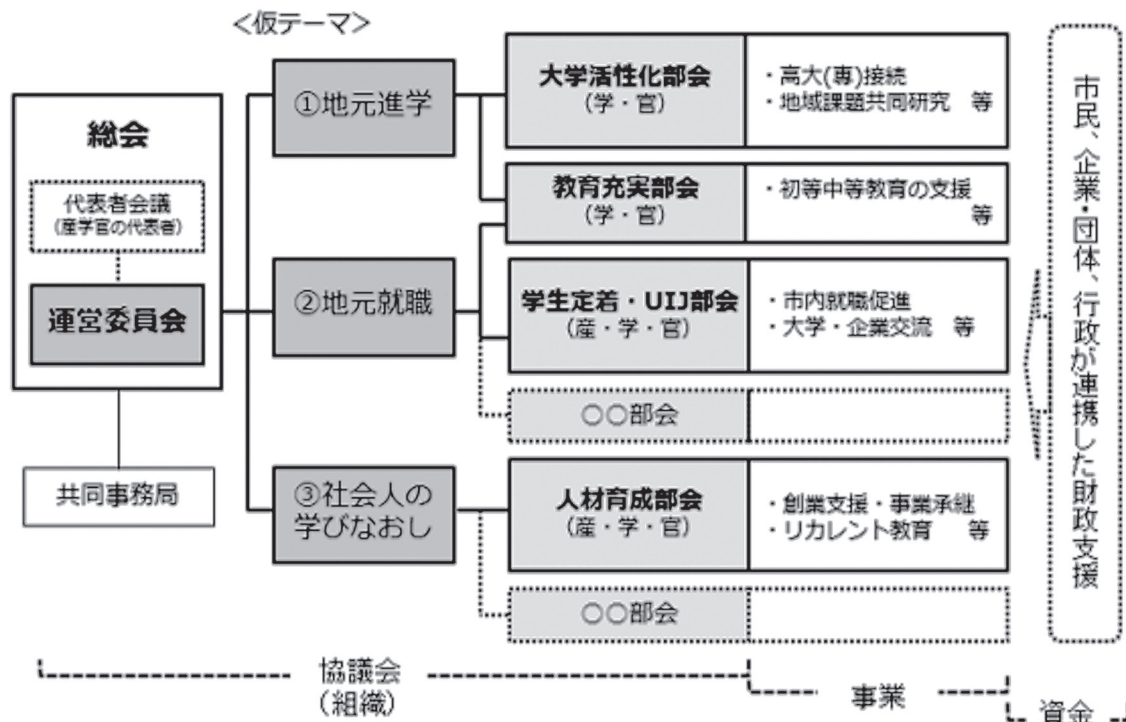 <仮テーマ>
総会
代表者会議
(産学官の代表者)
運営委員会
共同事務局
①地元進学
②地元就職
③社会人の
学びなおし
大学活性化部会
(学・官)
・高大(専)接続
・地域課題共同研究 等
教育充実部会
(学・官)
・初等中等教育の支援
等
学生定着・UIJ部会
(産・学・官)
・市内就職促進
・大学・企業交流 等
〇〇部会
人材育成部会
(産・学・官)
・創業支援・事業承継
・リカレント教育 等
〇〇部会
市民、企業・団体、行政が連携した財政支援
協議会
(組織)
事業
資金